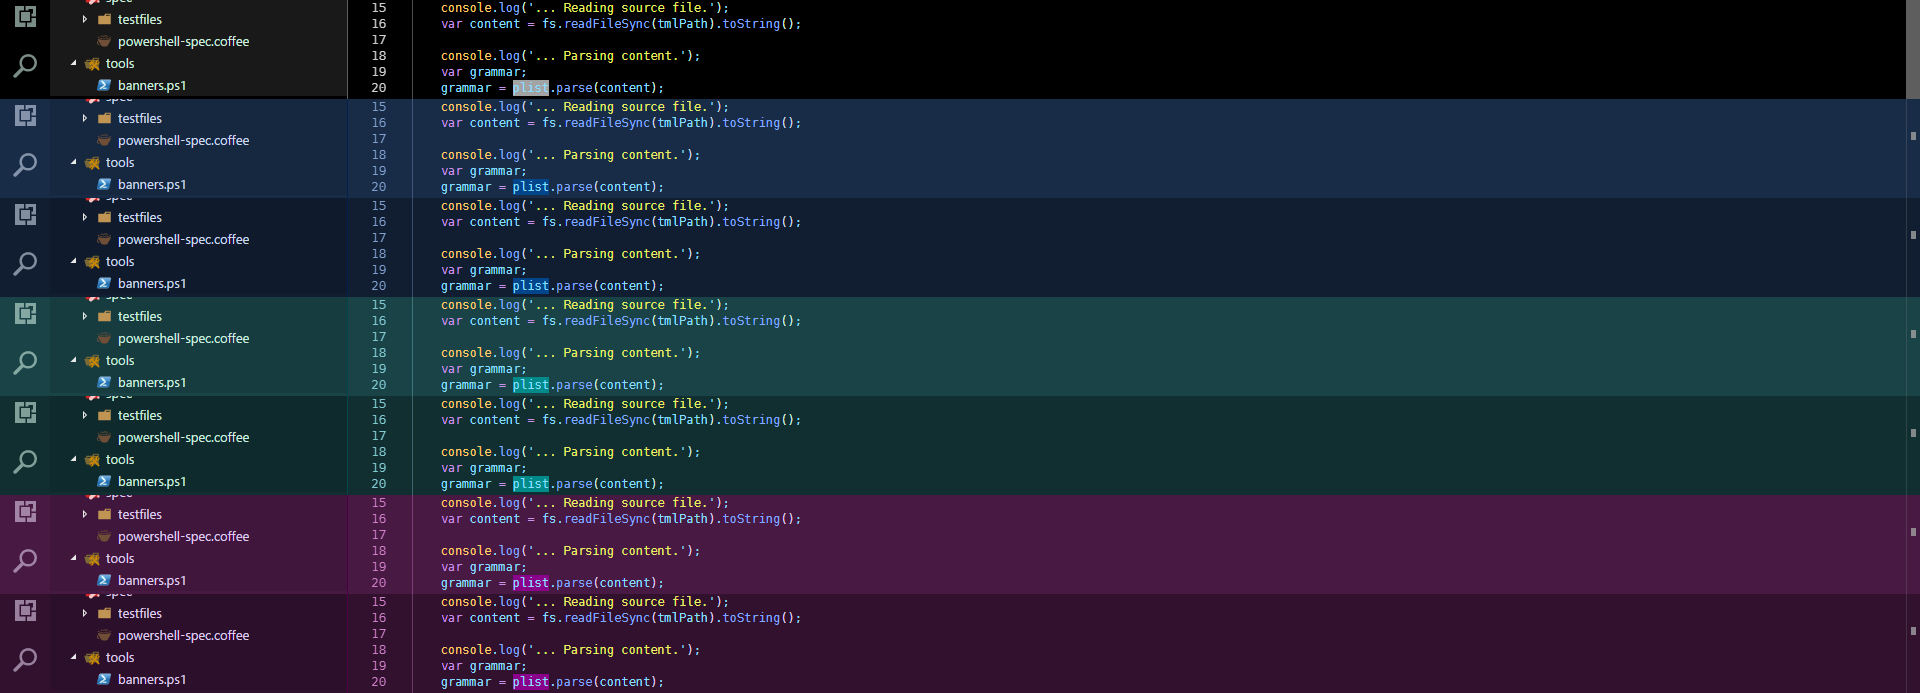 spec
testfiles
powershell-spec.coffee
tools
banners.ps1
15 console.log('... Reading source file.');
16 var content = fs.readFileSync(tmlPath).toString();
17
18 console.log('... Parsing content.');
19 var grammar;
20 grammar = plist.parse(content);
spec
testfiles
powershell-spec.coffee
tools
banners.ps1
15 console.log('... Reading source file.');
16 var content = fs.readFileSync(tmlPath).toString();
17
18 console.log('... Parsing content.');
19 var grammar;
20 grammar = plist.parse(content);
spec
testfiles
powershell-spec.coffee
tools
banners.ps1
15 console.log('... Reading source file.');
16 var content = fs.readFileSync(tmlPath).toString();
17
18 console.log('... Parsing content.');
19 var grammar;
20 grammar = plist.parse(content);
spec
testfiles
powershell-spec.coffee
tools
banners.ps1
15 console.log('... Reading source file.');
16 var content = fs.readFileSync(tmlPath).toString();
17
18 console.log('... Parsing content.');
19 var grammar;
20 grammar = plist.parse(content);
spec
testfiles
powershell-spec.coffee
tools
banners.ps1
15 console.log('... Reading source file.');
16 var content = fs.readFileSync(tmlPath).toString();
17
18 console.log('... Parsing content.');
19 var grammar;
20 grammar = plist.parse(content);
spec
testfiles
powershell-spec.coffee
tools
banners.ps1
15 console.log('... Reading source file.');
16 var content = fs.readFileSync(tmlPath).toString();
17
18 console.log('... Parsing content.');
19 var grammar;
20 grammar = plist.parse(content);
spec
testfiles
powershell-spec.coffee
tools
banners.ps1
15 console.log('... Reading source file.');
16 var content = fs.readFileSync(tmlPath).toString();
17
18 console.log('... Parsing content.');
19 var grammar;
20 grammar = plist.parse(content);